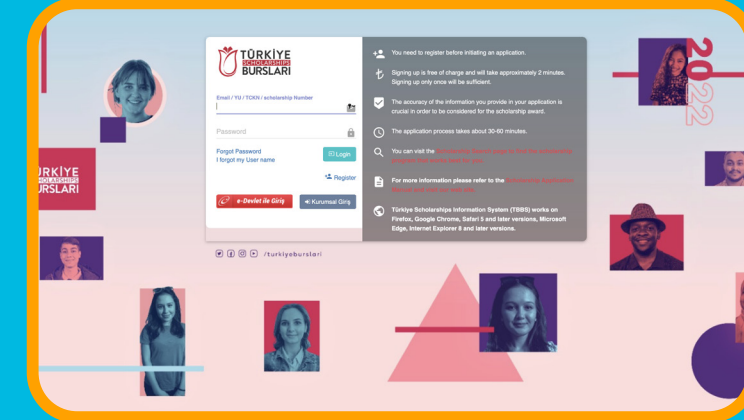 TÜRKİYE
SCHOLARSHIPS
BURSLARI
Email / YU / TCKN / scholarship Number
Password
Forgot Password
I forgot my User name
Login
Register
e-Devlet ile Giriş
Kurumsal Giriş
You need to register before initiating an application.
Signing up is free of charge and will take approximately 2 minutes.
Signing up only once will be sufficient.
The accuracy of the information you provide in your application is
crucial in order to be considered for the scholarship award.
The application process takes about 30-60 minutes.
You can visit the
For more information please refer to the
Türkiye Scholarships Information System (TBBS) works on
Firefox, Google Chrome, Safari 5 and later versions, Microsoft
Edge, Internet Explorer 8 and later versions.
/turkiyeburslari
2022
RKİYE
URSLARI